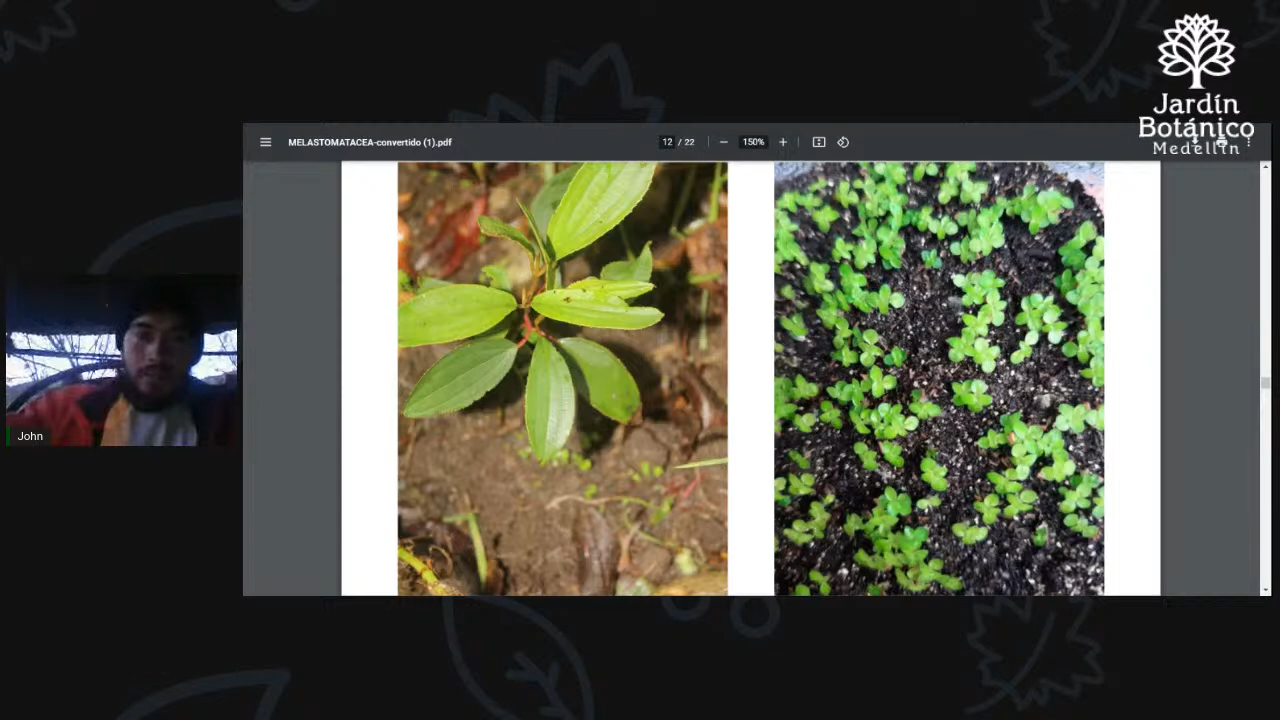 Jardín
Botánico
Medellín
MELASTOMATACEA-convertido (1).pdf
12 / 22
150%
John